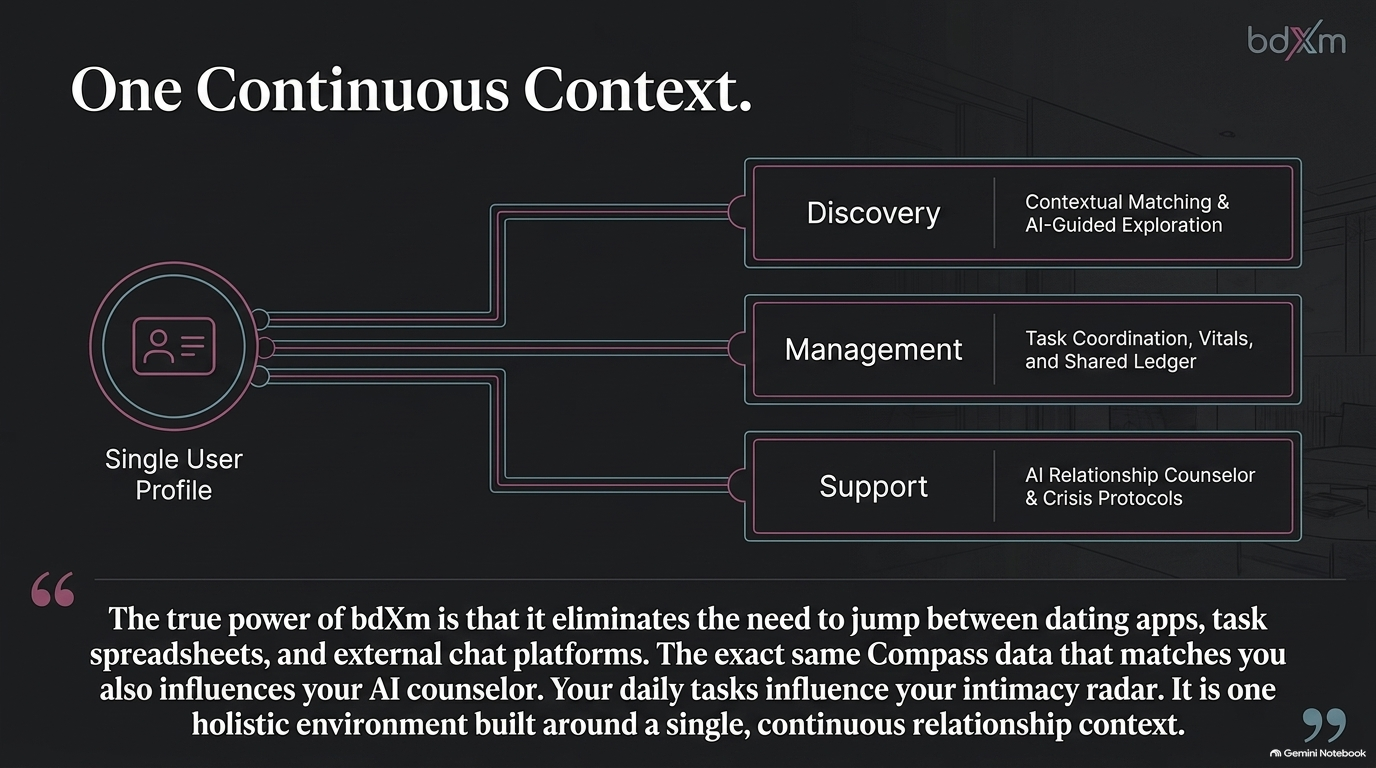 bdXm
One Continuous Context.
Discovery
Contextual Matching &
AI-Guided Exploration
Management
Task Coordination, Vitals,
and Shared Ledger
Support
AI Relationship Counselor
& Crisis Protocols
Single User
Profile
“
The true power of bdXm is that it eliminates the need to jump between dating apps, task
spreadsheets, and external chat platforms. The exact same Compass data that matches you
also influences your AI counselor. Your daily tasks influence your intimacy radar. It is one
holistic environment built around a single, continuous relationship context.
”
Gemini Notebook